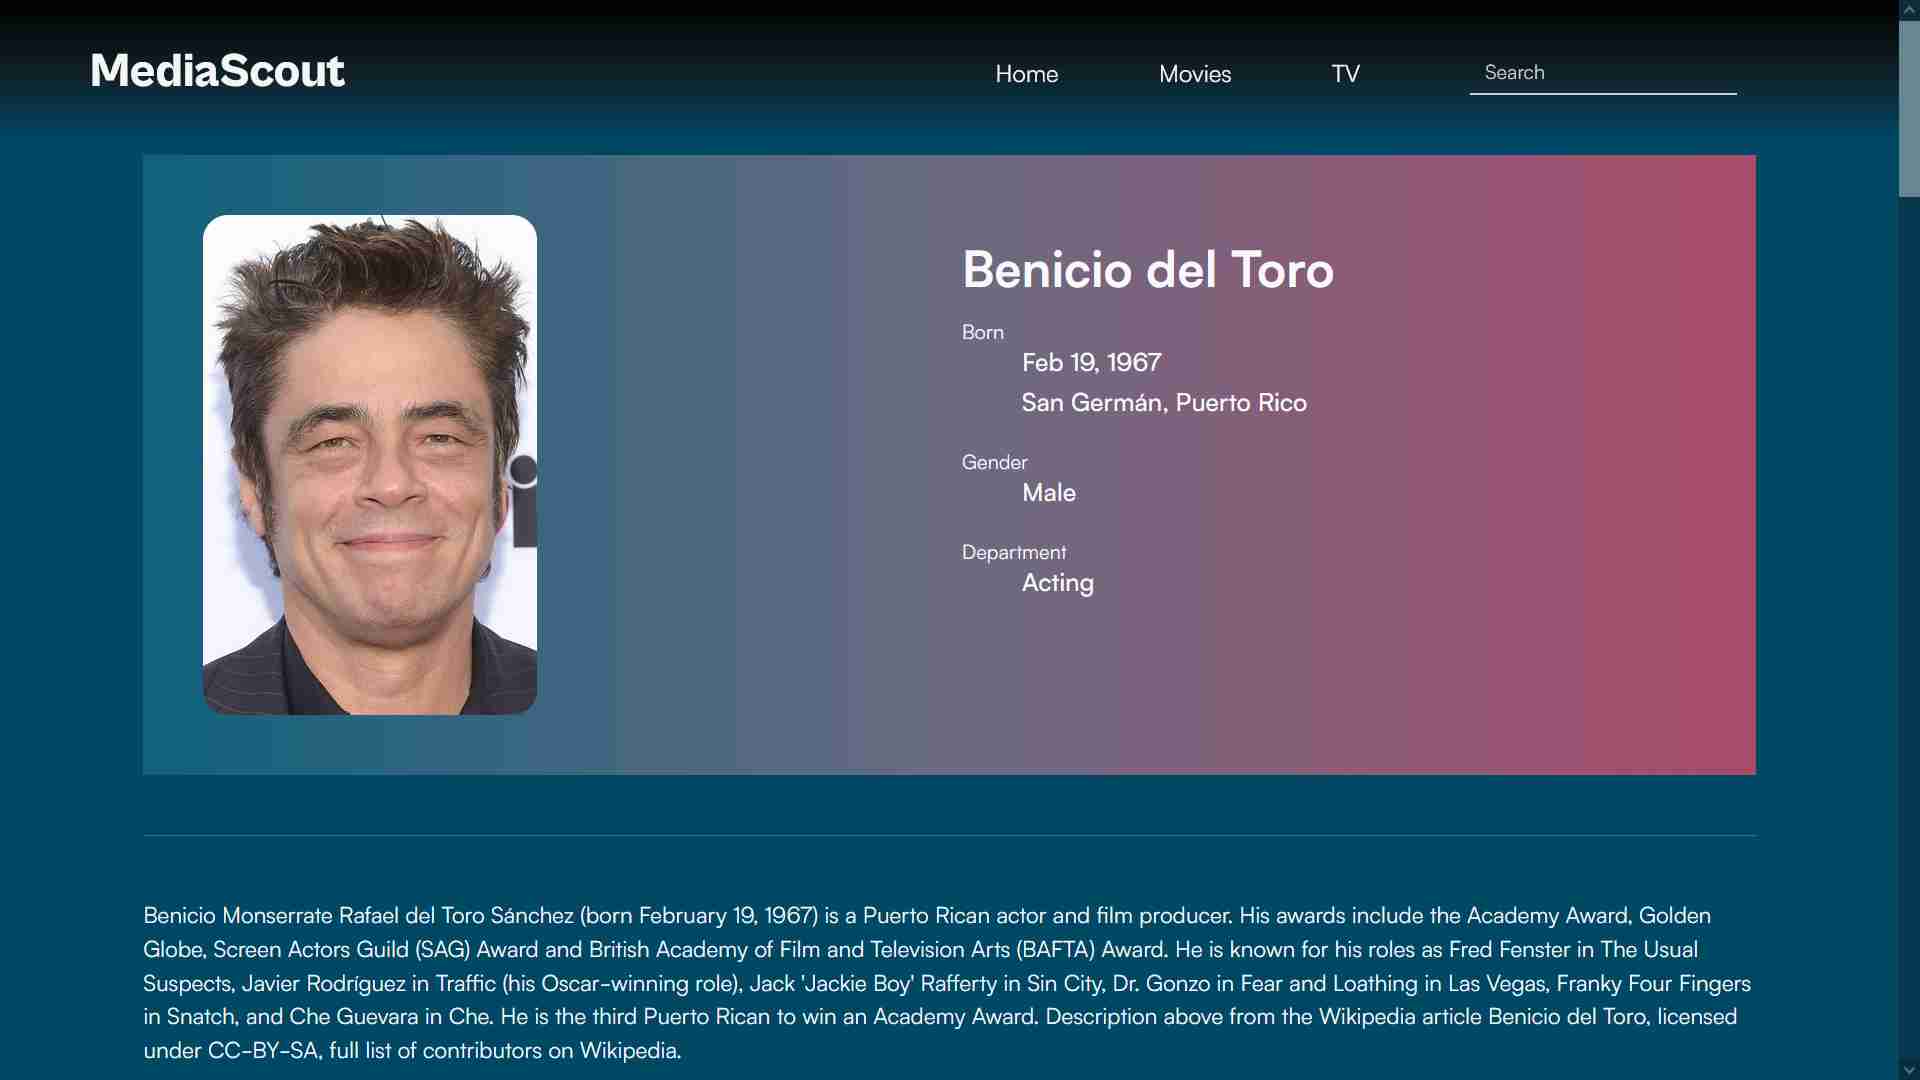 MediaScout
Home
Movies
TV
Search
Benicio del Toro
Born
Feb 19, 1967
San Germán, Puerto Rico
Gender
Male
Department
Acting
Benicio Monserrate Rafael del Toro Sánchez (born February 19, 1967) is a Puerto Rican actor and film producer. His awards include the Academy Award, Golden
Globe, Screen Actors Guild (SAG) Award and British Academy of Film and Television Arts (BAFTA) Award. He is known for his roles as Fred Fenster in The Usual
Suspects, Javier Rodríguez in Traffic (his Oscar-winning role), Jack 'Jackie Boy' Rafferty in Sin City, Dr. Gonzo in Fear and Loathing in Las Vegas, Franky Four Fingers
in Snatch, and Che Guevara in Che. He is the third Puerto Rican to win an Academy Award. Description above from the Wikipedia article Benicio del Toro, licensed
under CC-BY-SA, full list of contributors on Wikipedia.